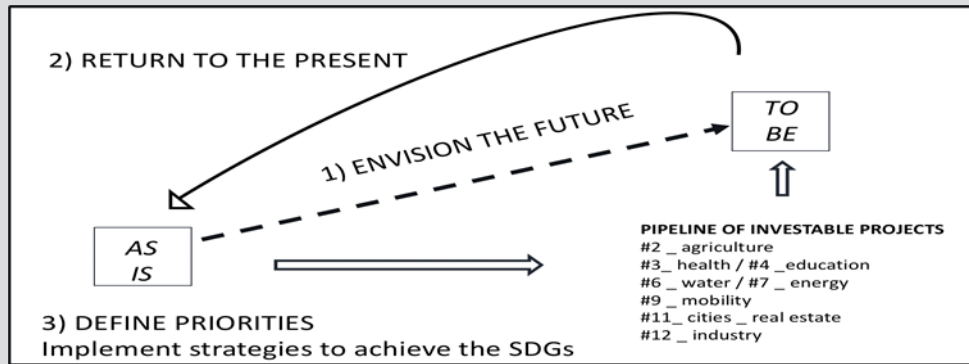 2) RETURN TO THE PRESENT
1) ENVISION THE FUTURE
TO
BE
AS
IS
PIPELINE OF INVESTABLE PROJECTS
#2 _ agriculture
#3_ health / #4 _education
#6 _ water / #7 _ energy
#9 _ mobility
#11_ cities _ real estate
#12 _ industry
3) DEFINE PRIORITIES
Implement strategies to achieve the SDGs